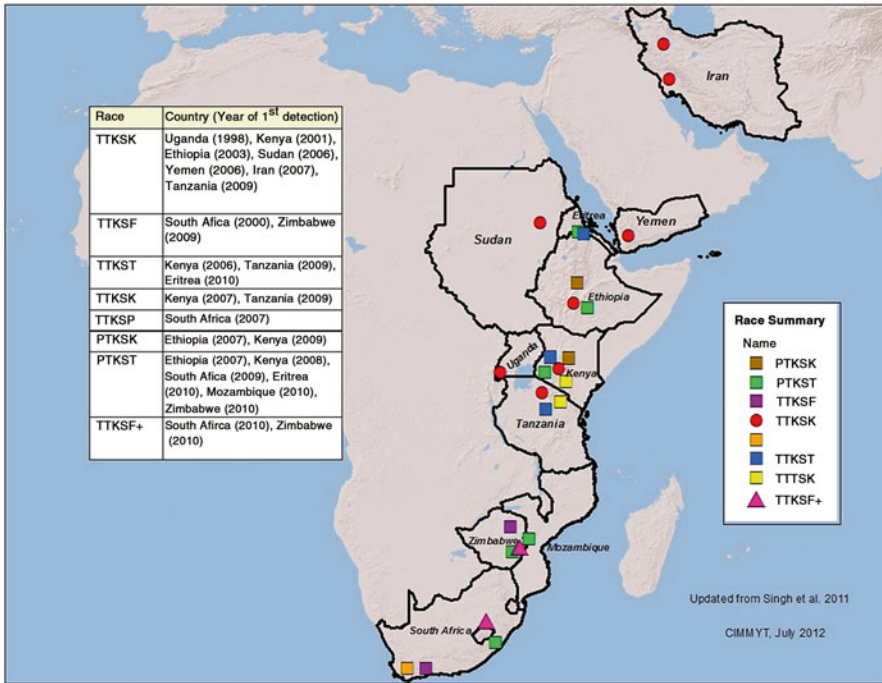 Race Country (Year of 1st detection)
TTKSK Uganda (1998), Kenya (2001),
Ethiopia (2003), Sudan (2006),
Yemen (2006), Iran (2007),
Tanzania (2009)
TTKSF South Afica (2000), Zimbabwe
(2009)
TTKST Kenya (2006), Tanzania (2009),
Eritrea (2010)
TTKSK Kenya (2007), Tanzania (2009)
TTKSP South Africa (2007)
PTKSK Ethiopia (2007), Kenya (2009)
PTKST Ethiopia (2007), Kenya (2008),
South Afica (2009), Eritrea
(2010), Mozambique (2010),
Zimbabwe (2010)
TTKSF+ South Afirca (2010), Zimbabwe
(2010)
Iran
Eritrea
Yemen
Sudan
Ethiopia
Uganda
Kenya
Tanzania
Zimbabwe
Mozambique
South Africa
Race Summary
Name
PTKSK
PTKST
TTKSF
TTKSK
TTKST
TTTSK
TTKSF+
Updated from Singh et al. 2011
CIMMYT, July 2012